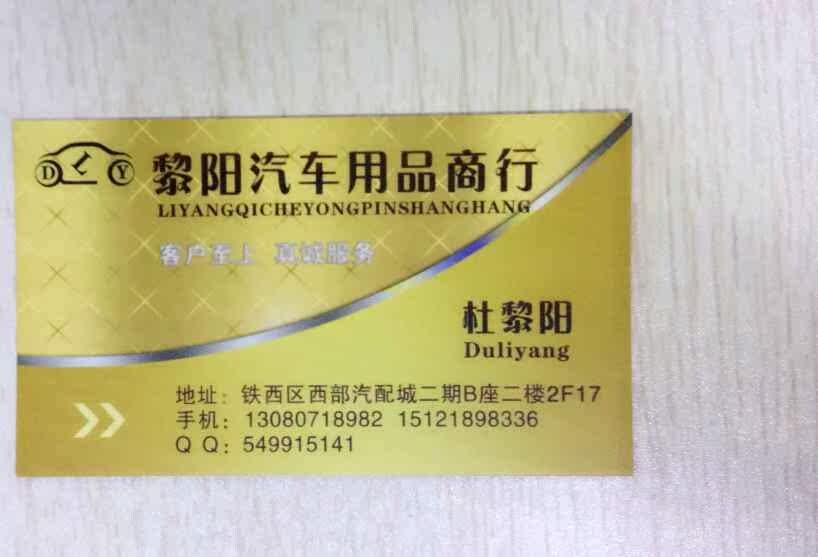 D L Y
黎阳汽车用品商行
LIYANGQICHEYONGPINSHANGHANG
客户至上 真诚服务
杜黎阳
Duliyang
地址：铁西区西部汽配城二期B座二楼2F17
手机：13080718982 15121898336
Q Q：549915141